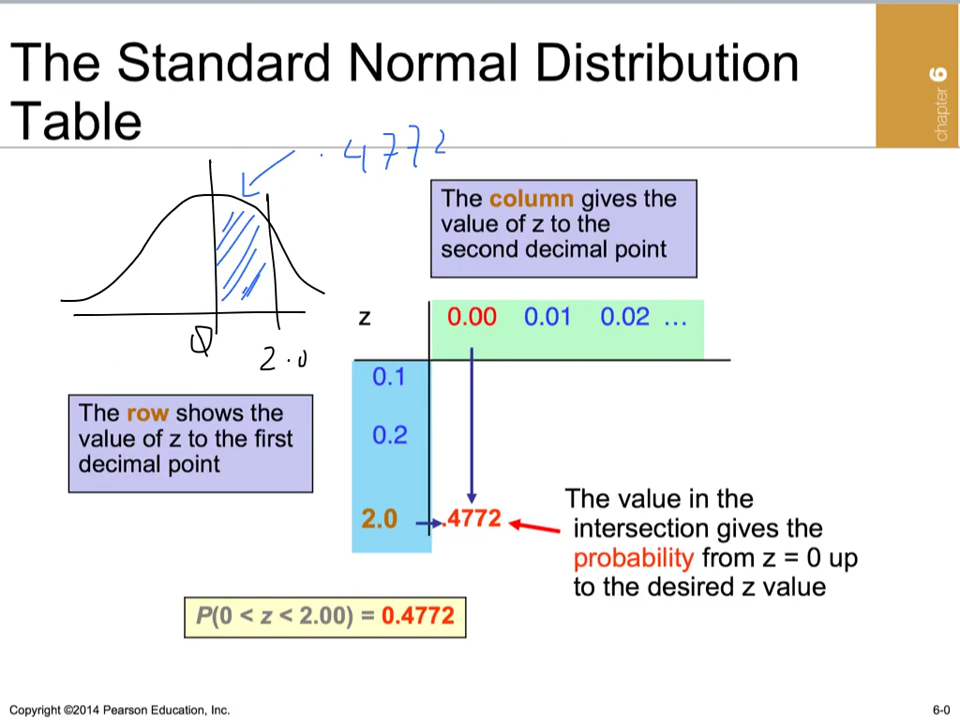 The Standard Normal Distribution
Table
chapter 6
.4772
The column gives the
value of z to the
second decimal point
z 0.00 0.01 0.02 ...
0
2.0
0.1
The row shows the
value of z to the first
decimal point
0.2
2.0 .4772
The value in the
intersection gives the
probability from z = 0 up
to the desired z value
P(0 < z < 2.00) = 0.4772
Copyright ©2014 Pearson Education, Inc.
6-0